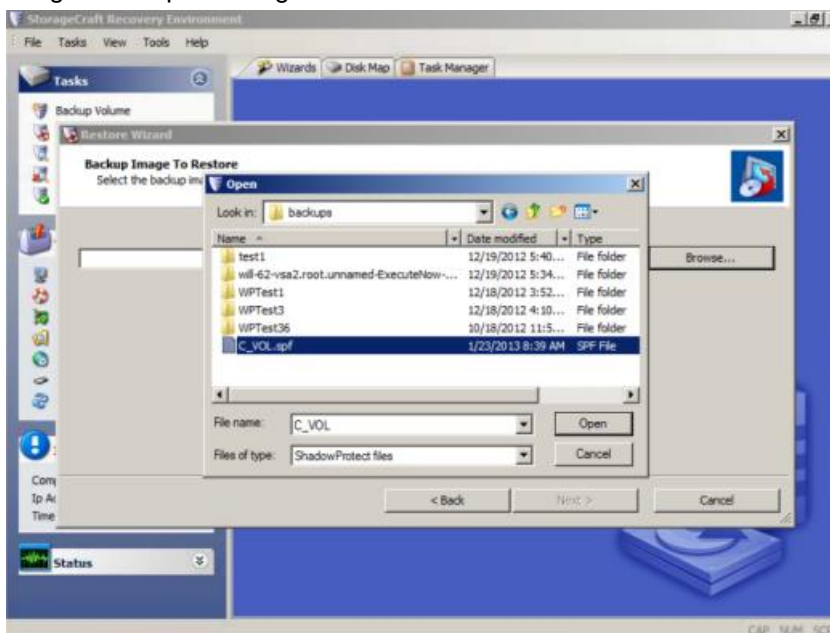 StorageCraft Recovery Environment
File Tasks View Tools Help
Wizards Disk Map Task Manager
Tasks
Backup Volume
Restore Wizard
Backup Image To Restore
Select the backup
Open
Look in: backups
Name Date modified Type
test1 12/19/2012 5:40... File folder
will-62-vsa2.root.unnamed-ExecuteNow-... 12/19/2012 5:34... File folder
WPTest1 12/18/2012 3:52... File folder
WPTest3 12/18/2012 4:10... File folder
WPTest36 10/18/2012 11:5... File folder
C_VOL.spf 1/23/2013 8:39 AM SPF File
Browse...
File name: C_VOL Open
Files of type: ShadowProtect files Cancel
Ip
Time
< Back Next > Cancel
Status
CAP NUM